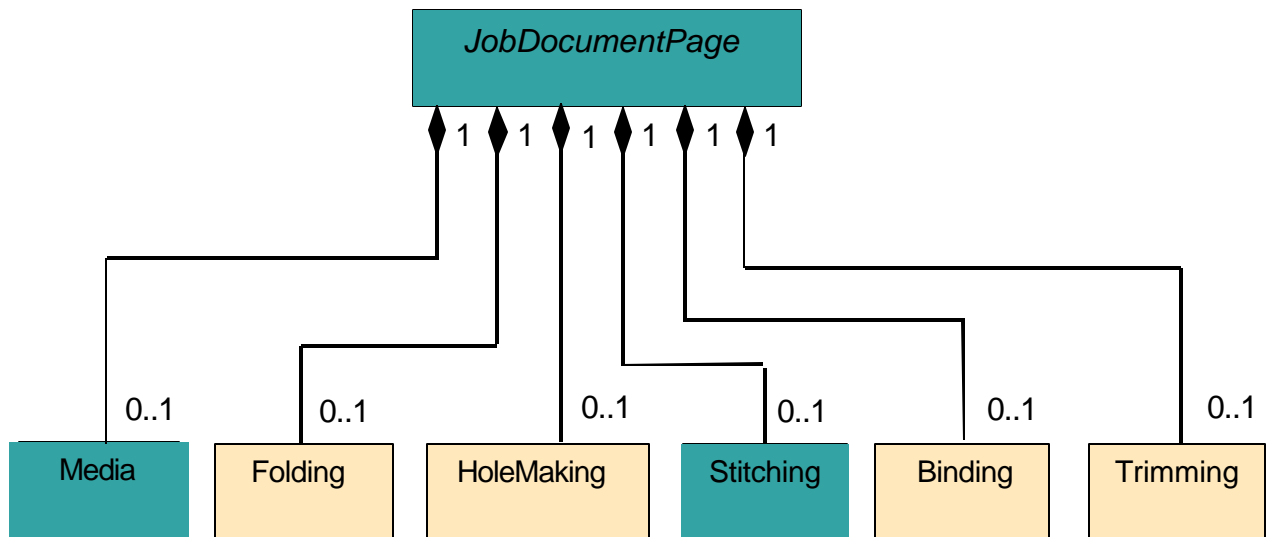 JobDocumentPage
1 1 1 1 1 1
0..1 0..1 0..1 0..1 0..1 0..1
Media Folding HoleMaking Stitching Binding Trimming